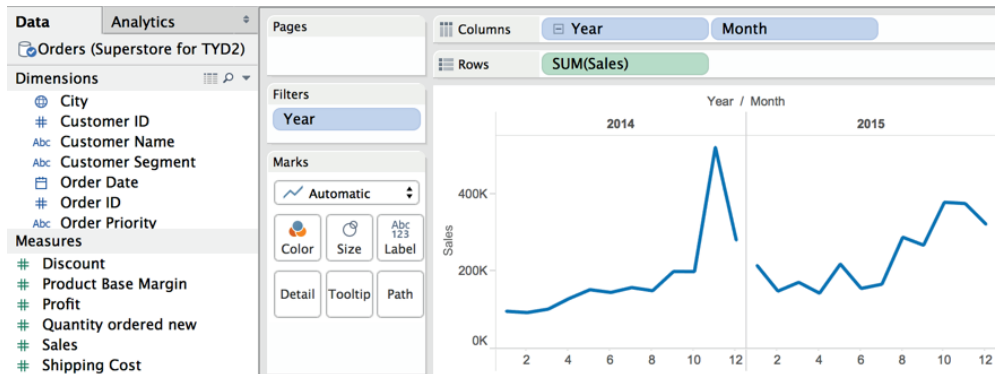 Data
Analytics
Orders (Superstore for TYD2)
Dimensions
City
Customer ID
Abc Customer Name
Abc Customer Segment
Order Date
Order ID
Abc Order Priority
Measures
# Discount
# Product Base Margin
# Profit
# Quantity ordered new
# Sales
# Shipping Cost
Pages
Filters
Year
Marks
Automatic
Color
Size
Abc
123
Label
Detail
Tooltip
Path
Columns
Year
Month
Rows
SUM(Sales)
Year / Month
2014
2015
Sales
400K
200K
0K
2 4 6 8 10 12
2 4 6 8 10 12